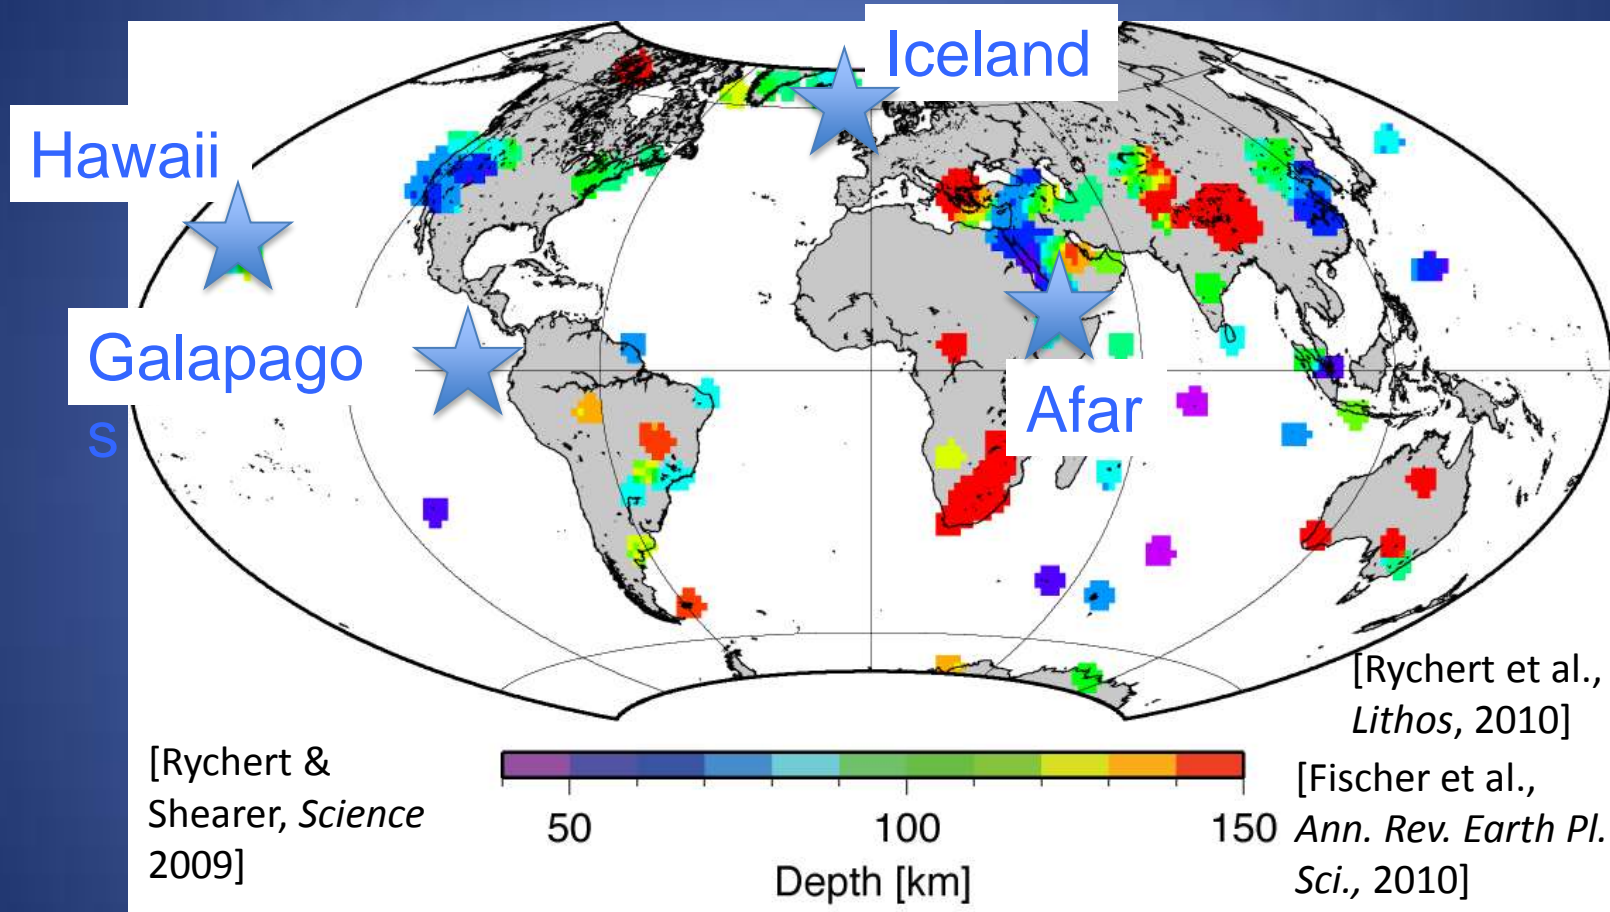 Iceland
Hawaii
Galapago
s
Afar
[Rychert et al.,
Lithos, 2010]
[Rychert &
Shearer, Science
2009]
50
100
150
Depth [km]
[Fischer et al.,
Ann. Rev. Earth Pl.
Sci., 2010]